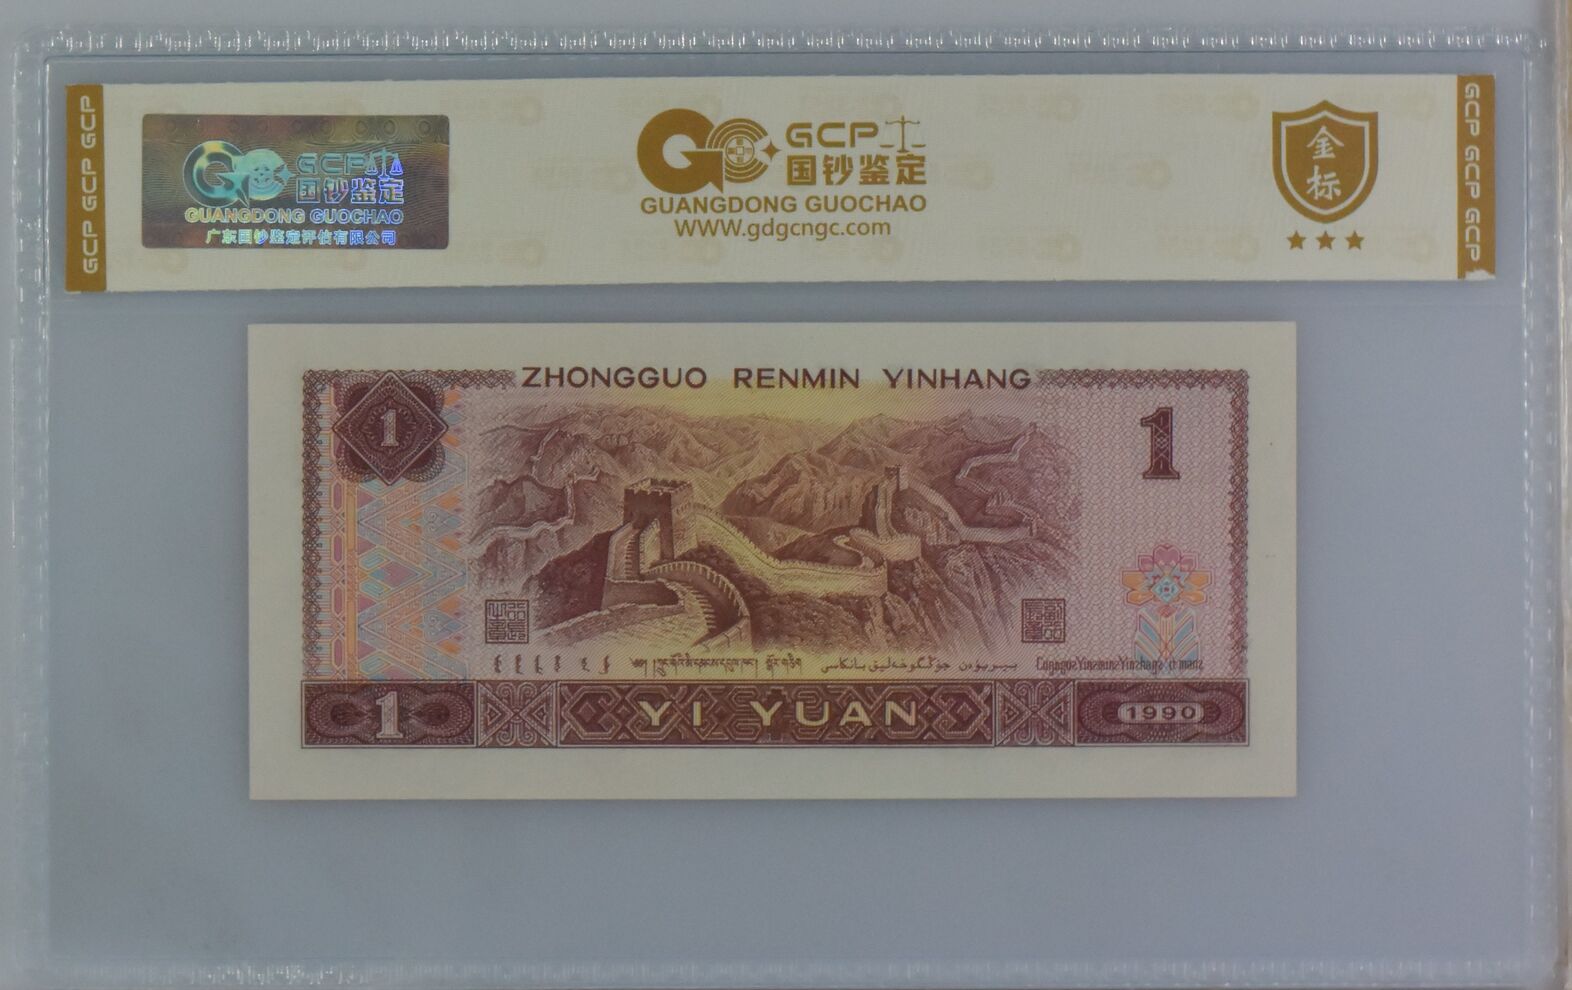 GCP GCP GCP
GCP
国钞鉴定
GUANGDONG GUOCHAO
广东国钞鉴定评估有限公司
GCP
国钞鉴定
GUANGDONG GUOCHAO
WWW.gdgcngc.com
金标
GCP GCP GCP
ZHONGGUO RENMIN YINHANG
1
1
1
YI YUAN
1990